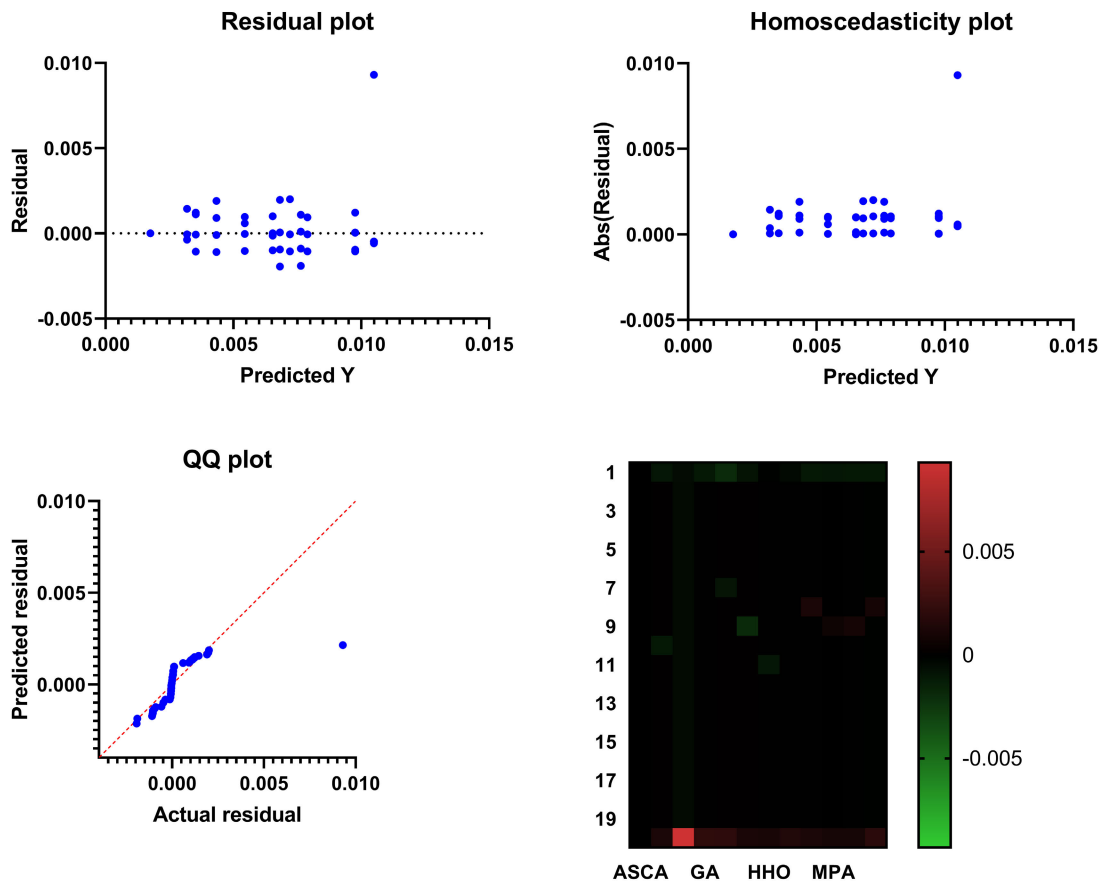 Residual plot
0.010
0.005
0.000
-0.005
Residual
0.000 0.005 0.010 0.015
Predicted Y
Homoscedasticity plot
0.010
0.005
0.000
-0.005
Abs(Residual)
0.000 0.005 0.010 0.015
Predicted Y
QQ plot
0.010
0.005
0.000
Predicted residual
0.000 0.005 0.010
Actual residual
1
3
5
7
9
11
13
15
17
19
ASCA GA HHO MPA
0.005
0
-0.005